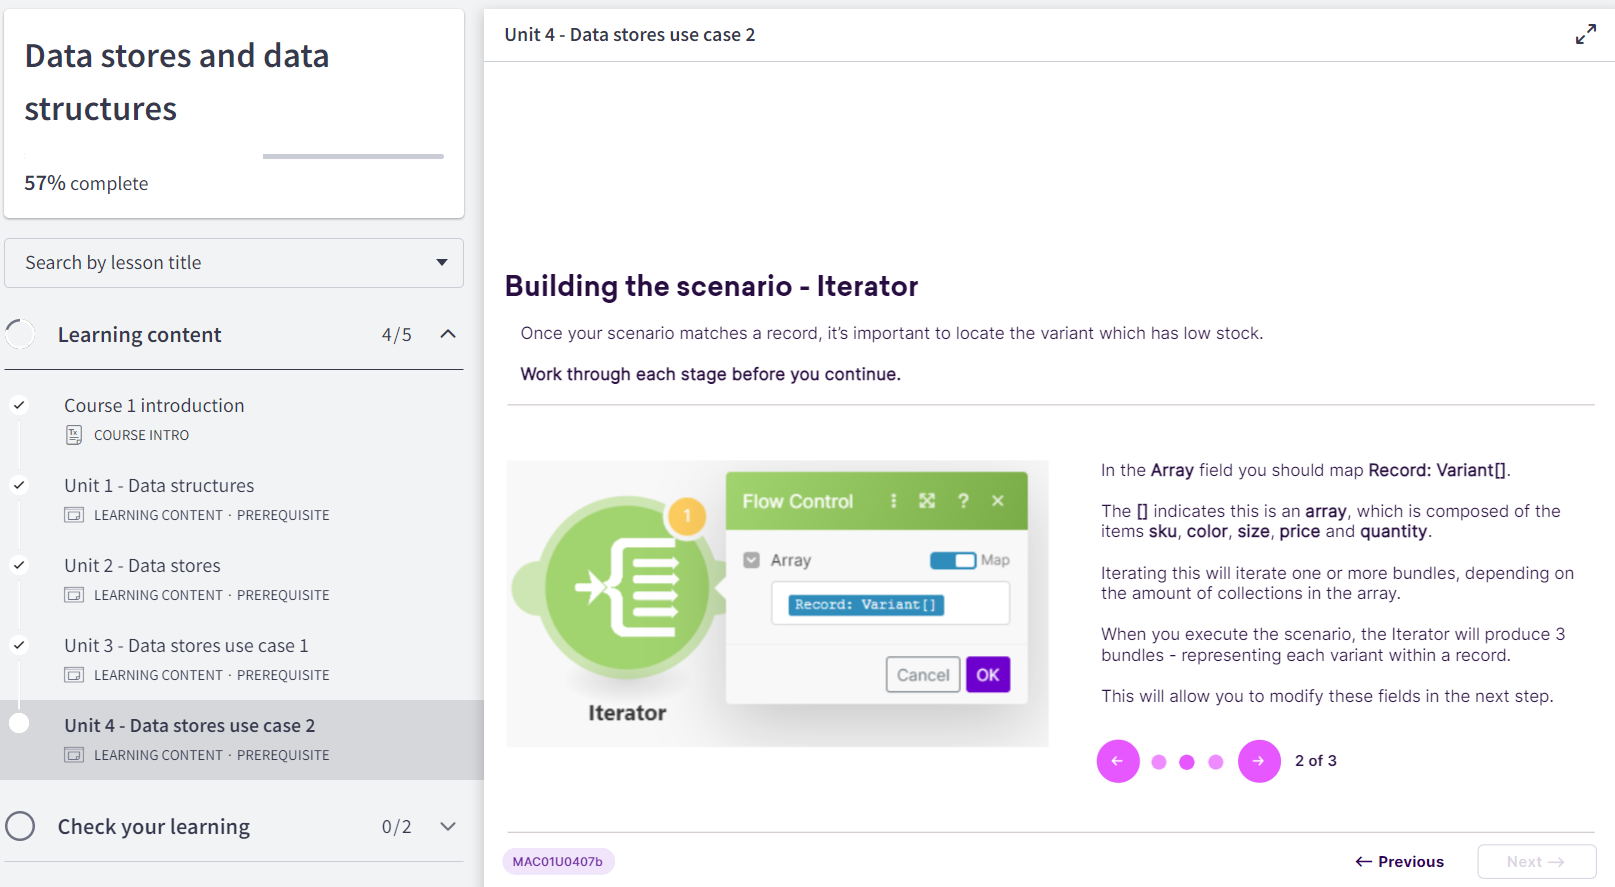 Data stores and data
structures
57% complete
Search by lesson title
Learning content 4/5
Course 1 introduction
COURSE INTRO
Unit 1 - Data structures
LEARNING CONTENT · PREREQUISITE
Unit 2 - Data stores
LEARNING CONTENT · PREREQUISITE
Unit 3 - Data stores use case 1
LEARNING CONTENT · PREREQUISITE
Unit 4 - Data stores use case 2
LEARNING CONTENT · PREREQUISITE
Check your learning 0/2
Unit 4 - Data stores use case 2
Building the scenario - Iterator
Once your scenario matches a record, it's important to locate the variant which has low stock.
Work through each stage before you continue.
1
Flow Control ?
Array Map
Record: Variant[]
Cancel OK
Iterator
In the Array field you should map Record: Variant[].
The [] indicates this is an array, which is composed of the
items sku, color, size, price and quantity.
Iterating this will iterate one or more bundles, depending on
the amount of collections in the array.
When you execute the scenario, the Iterator will produce 3
bundles - representing each variant within a record.
This will allow you to modify these fields in the next step.
← → 2 of 3
MAC01U0407b
← Previous Next →